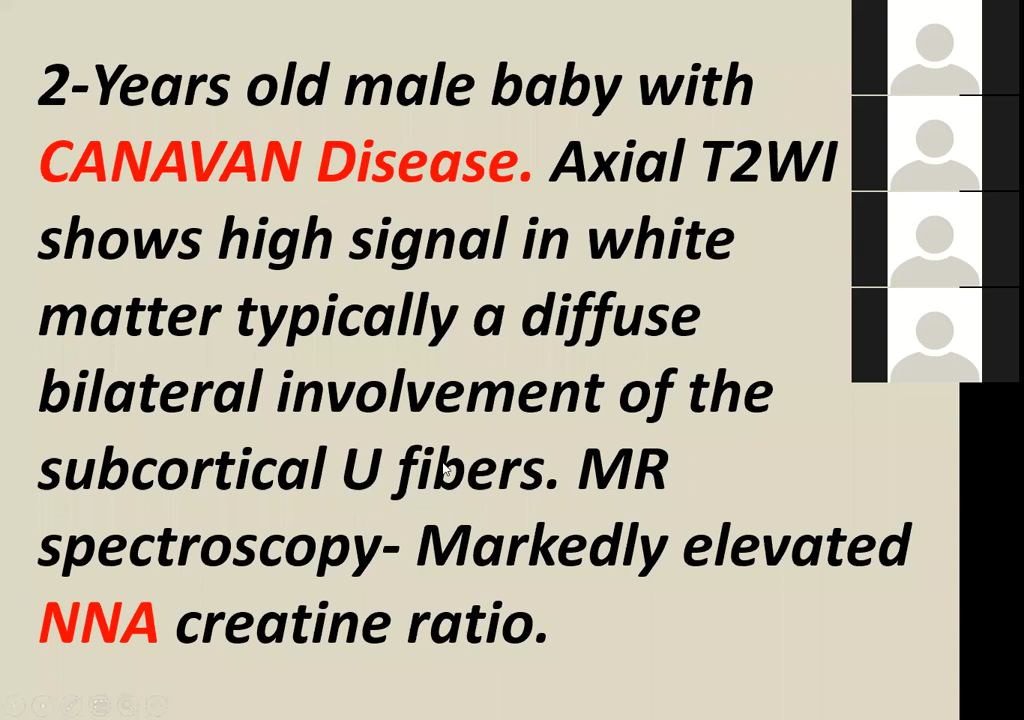 2-Years old male baby with
CANAVAN Disease. Axial T2WI
shows high signal in white
matter typically a diffuse
bilateral involvement of the
subcortical U fibers. MR
spectroscopy- Markedly elevated
NNA creatine ratio.